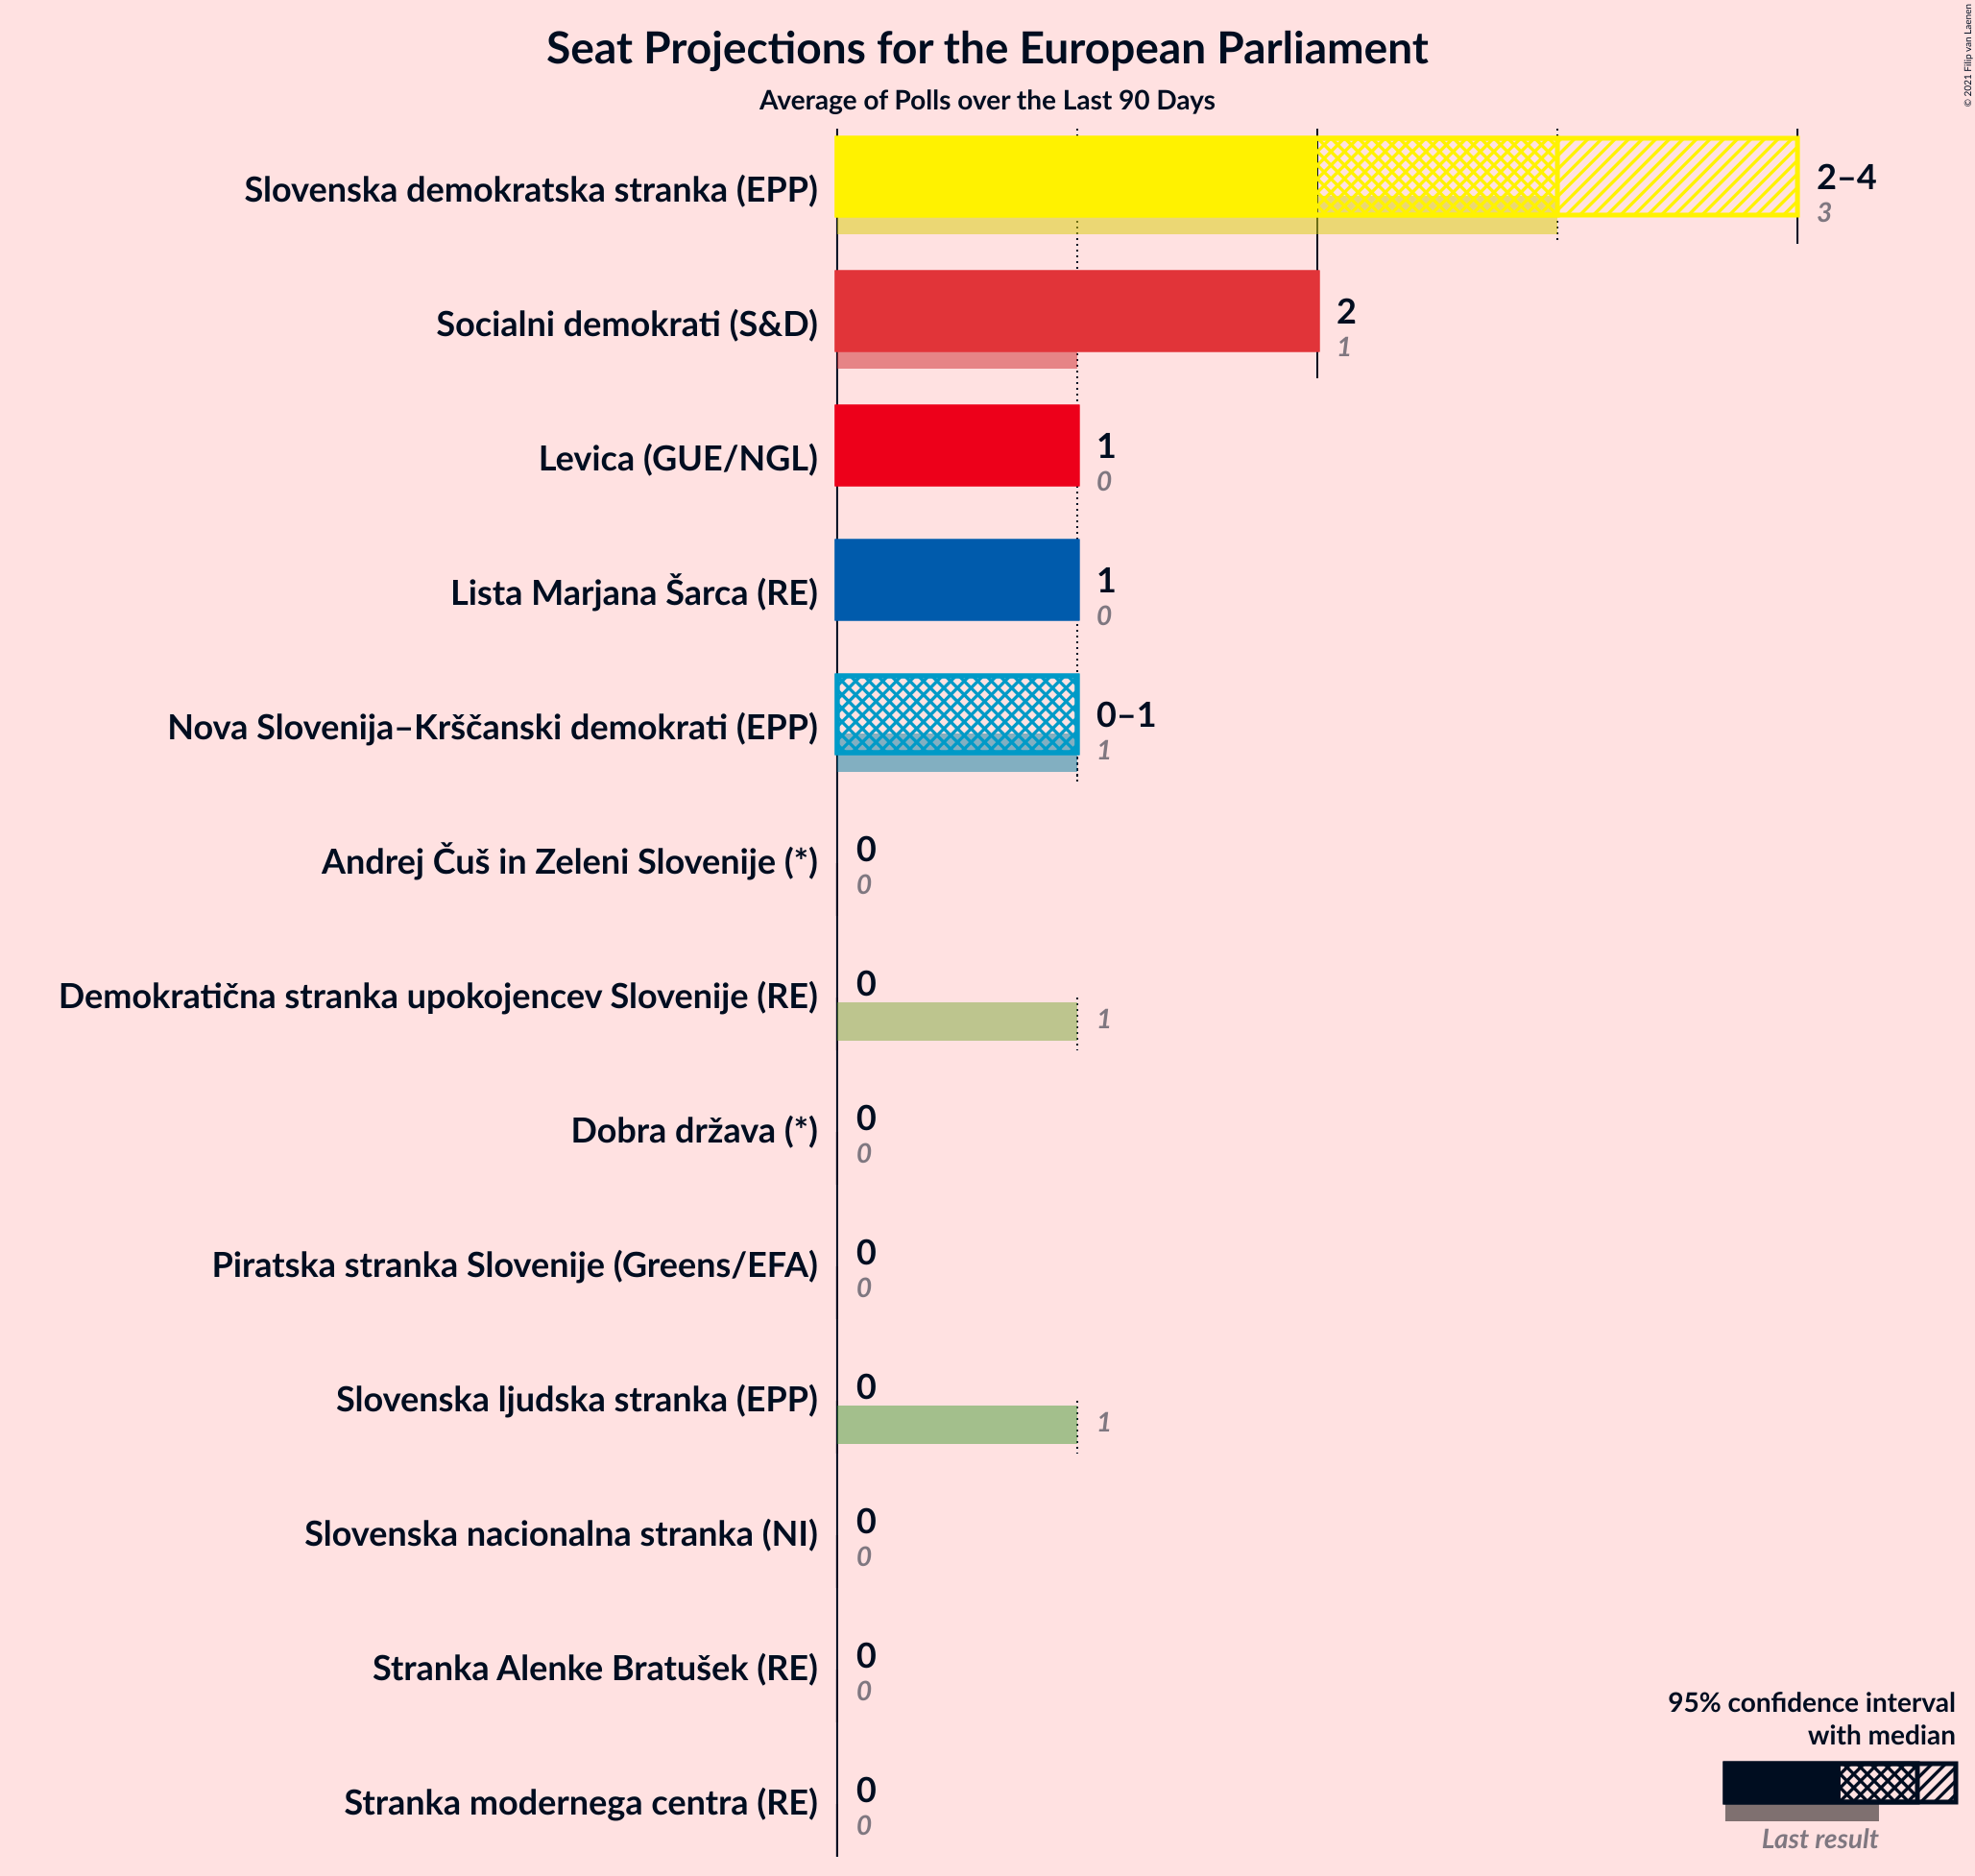 Seat Projections for the European Parliament
Average of Polls over the Last 90 Days
© 2021 Filip van Laenen
Slovenska demokratska stranka (EPP)
2–4
3
Socialni demokrati (S&D)
2
1
Levica (GUE/NGL)
1
0
Lista Marjana Šarca (RE)
1
0
Nova Slovenija–Krščanski demokrati (EPP)
0–1
1
Andrej Čuš in Zeleni Slovenije (*)
0
0
Demokratična stranka upokojencev Slovenije (RE)
0
1
Dobra država (*)
0
0
Piratska stranka Slovenije (Greens/EFA)
0
0
Slovenska ljudska stranka (EPP)
0
1
Slovenska nacionalna stranka (NI)
0
0
Stranka Alenke Bratušek (RE)
0
0
Stranka modernega centra (RE)
0
0
95% confidence interval
with median
Last result